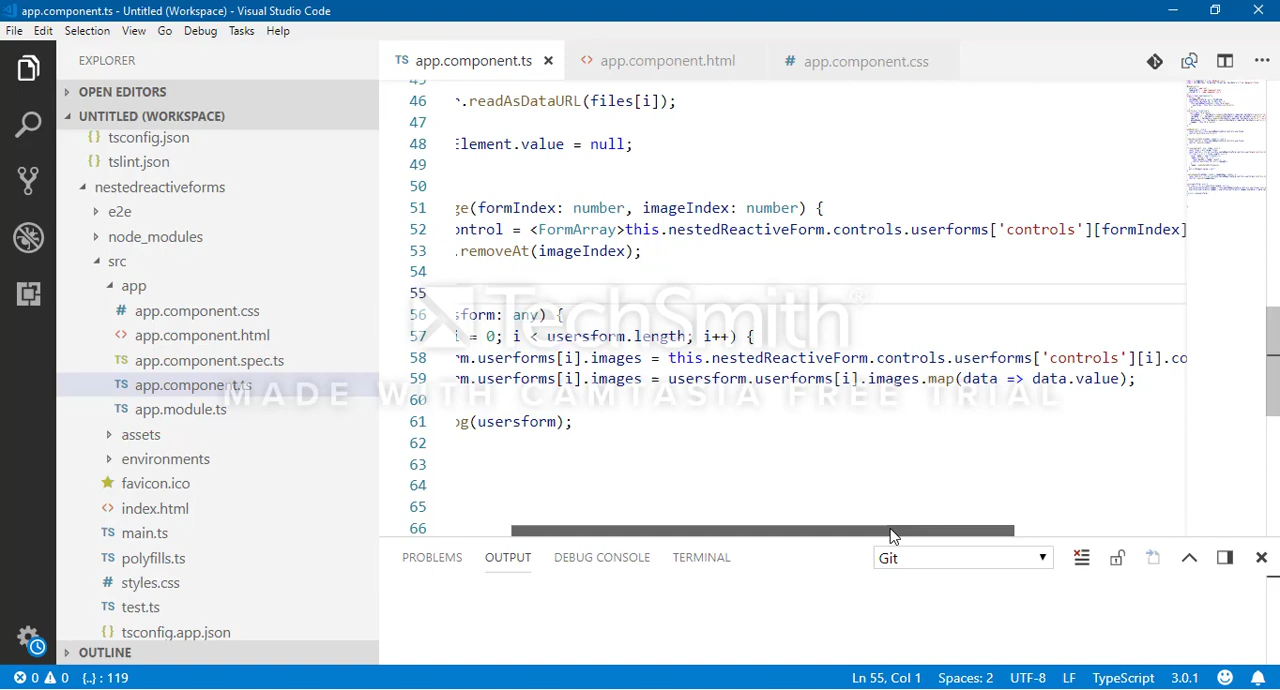 app.component.ts - Untitled (Workspace) - Visual Studio Code
File Edit Selection View Go Debug Tasks Help
EXPLORER
OPEN EDITORS
UNTITLED (WORKSPACE)
{ } tsconfig.json
{ } tslint.json
nestedreactiveforms
e2e
node_modules
src
app
# app.component.css
<> app.component.html
TS app.component.spec.ts
TS app.component.ts
TS app.module.ts
assets
environments
favicon.ico
<> index.html
TS main.ts
TS polyfills.ts
# styles.css
TS test.ts
{ } tsconfig.app.json
OUTLINE
TS app.component.ts <> app.component.html # app.component.css
45
46 r.readAsDataURL(files[i]);
47
48 Element.value = null;
49
50
51 ge(formIndex: number, imageIndex: number) {
52 ontrol = <FormArray>this.nestedReactiveForm.controls.userforms['controls'][formIndex]
53 .removeAt(imageIndex);
54
55
56 sform: any) {
57 i = 0; i < usersform.length; i++) {
58 rm.userforms[i].images = this.nestedReactiveForm.controls.userforms['controls'][i].co
59 rm.userforms[i].images = usersform.userforms[i].images.map(data => data.value);
60
61 og(usersform);
62
63
64
65
66
TechSmith®
MADE WITH CAMTASIA FREE TRIAL
PROBLEMS OUTPUT DEBUG CONSOLE TERMINAL
Git
0 0 {..} : 119
Ln 55, Col 1 Spaces: 2 UTF-8 LF TypeScript 3.0.1